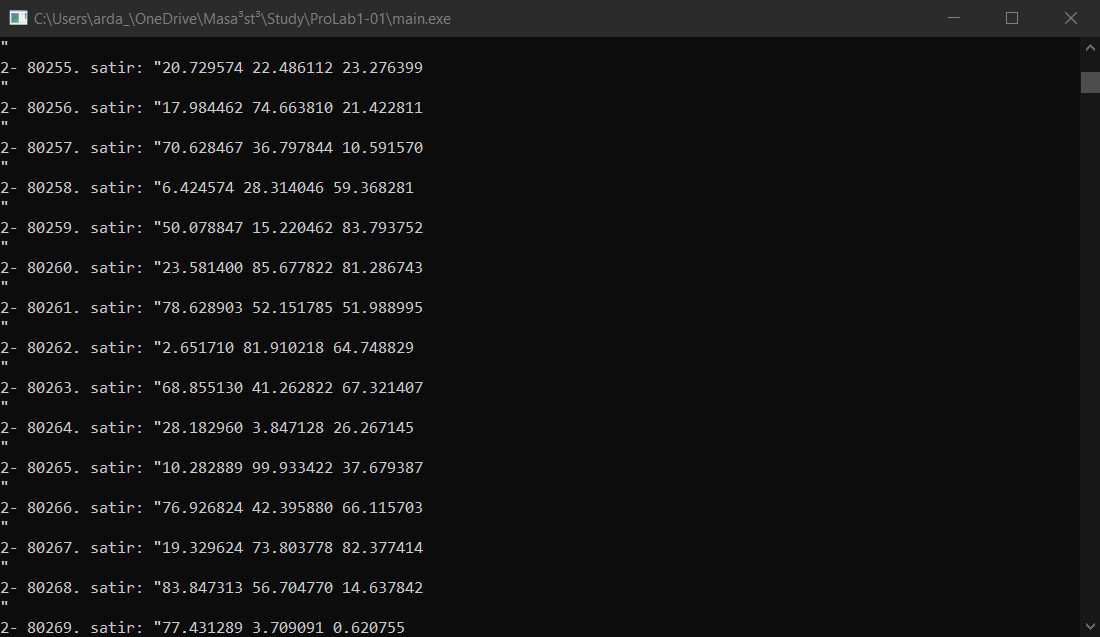 C:\Users\arda_\OneDrive\Masa³st³\Study\ProLab1-01\main.exe
"
2- 80255. satir: "20.729574 22.486112 23.276399
"
2- 80256. satir: "17.984462 74.663810 21.422811
"
2- 80257. satir: "70.628467 36.797844 10.591570
"
2- 80258. satir: "6.424574 28.314046 59.368281
"
2- 80259. satir: "50.078847 15.220462 83.793752
"
2- 80260. satir: "23.581400 85.677822 81.286743
"
2- 80261. satir: "78.628903 52.151785 51.988995
"
2- 80262. satir: "2.651710 81.910218 64.748829
"
2- 80263. satir: "68.855130 41.262822 67.321407
"
2- 80264. satir: "28.182960 3.847128 26.267145
"
2- 80265. satir: "10.282889 99.933422 37.679387
"
2- 80266. satir: "76.926824 42.395880 66.115703
"
2- 80267. satir: "19.329624 73.803778 82.377414
"
2- 80268. satir: "83.847313 56.704770 14.637842
"
2- 80269. satir: "77.431289 3.709091 0.620755